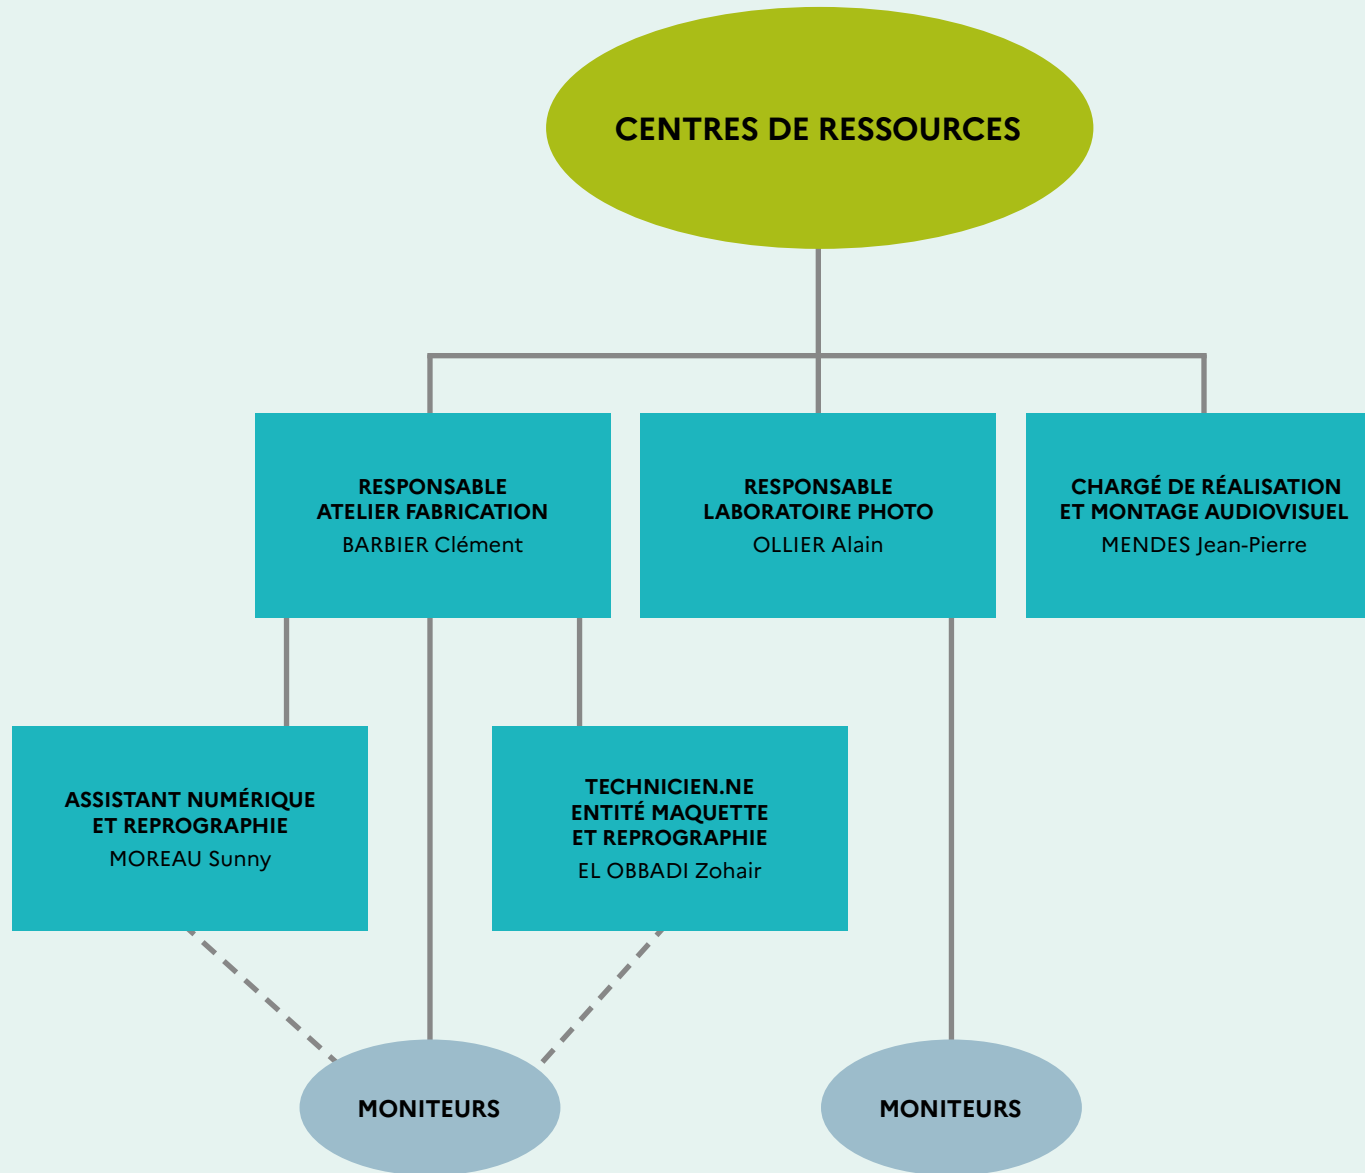 CENTRES DE RESSOURCES
RESPONSABLE
ATELIER FABRICATION
BARBIER Clément
RESPONSABLE
LABORATOIRE PHOTO
OLLIER Alain
CHARGÉ DE RÉALISATION
ET MONTAGE AUDIOVISUEL
MENDES Jean-Pierre
ASSISTANT NUMÉRIQUE
ET REPROGRAPHIE
MOREAU Sunny
TECHNICIEN.NE
ENTITÉ MAQUETTE
ET REPROGRAPHIE
EL OBBADI Zohair
MONITEURS
MONITEURS